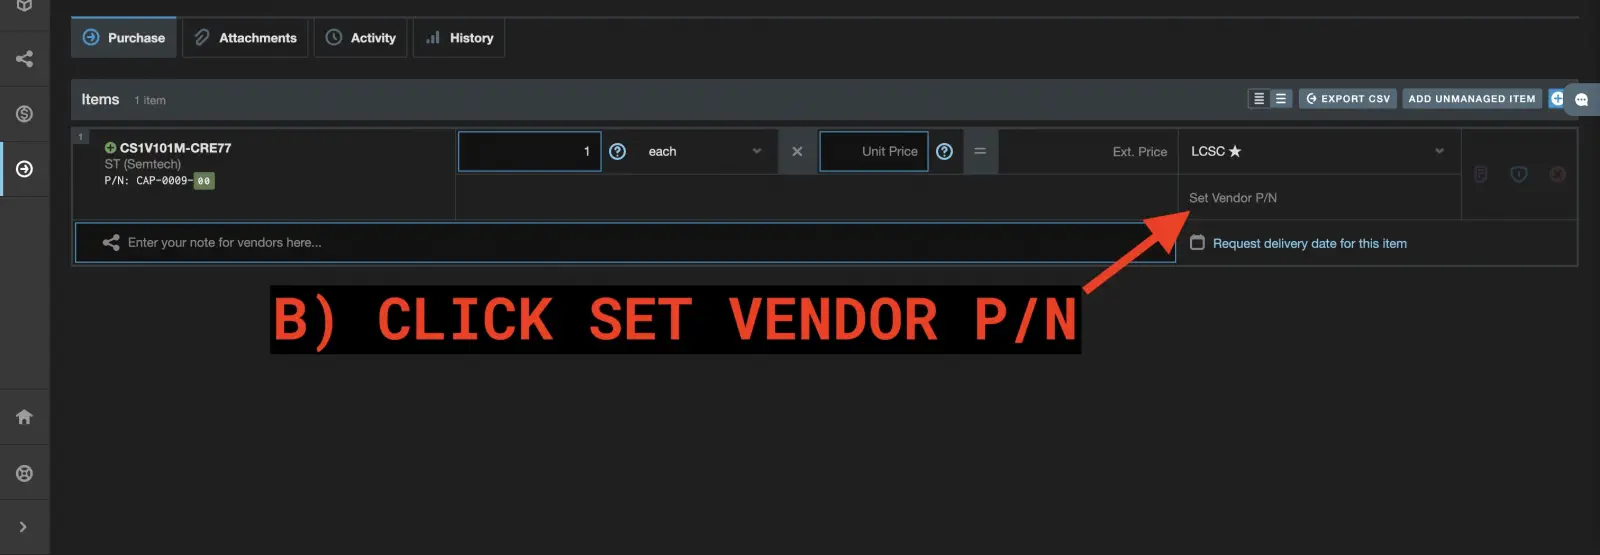 Purchase
Attachments
Activity
History
Items 1 item
EXPORT CSV
ADD UNMANAGED ITEM
1
CS1V101M-CRE77
ST (Semtech)
P/N: CAP-0009-00
1
each
Unit Price
=
Ext. Price
LCSC ★
Set Vendor P/N
Enter your note for vendors here...
Request delivery date for this item
B) CLICK SET VENDOR P/N